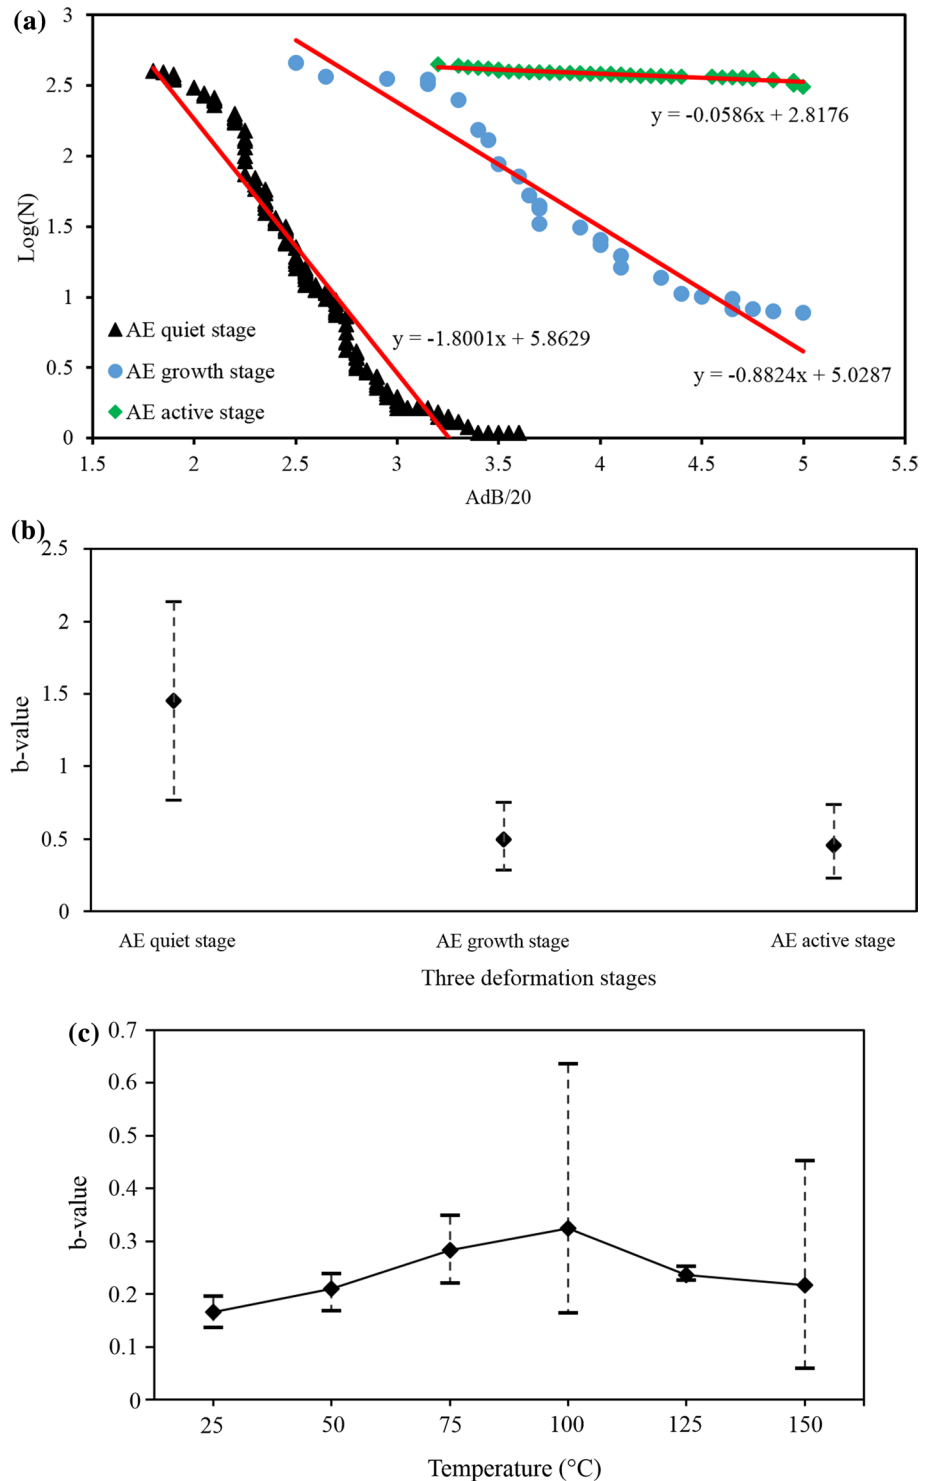 (a)
3
2.5
2
1.5
1
0.5
0
Log(N)
y = -0.0586x + 2.8176
y = -1.8001x + 5.8629
y = -0.8824x + 5.0287
AE quiet stage
AE growth stage
AE active stage
1.5 2 2.5 3 3.5 4 4.5 5 5.5
AdB/20
(b)
2.5
2
1.5
1
0.5
0
b-value
AE quiet stage AE growth stage AE active stage
Three deformation stages
(c)
0.7
0.6
0.5
0.4
0.3
0.2
0.1
0
b-value
25 50 75 100 125 150
Temperature (°C)